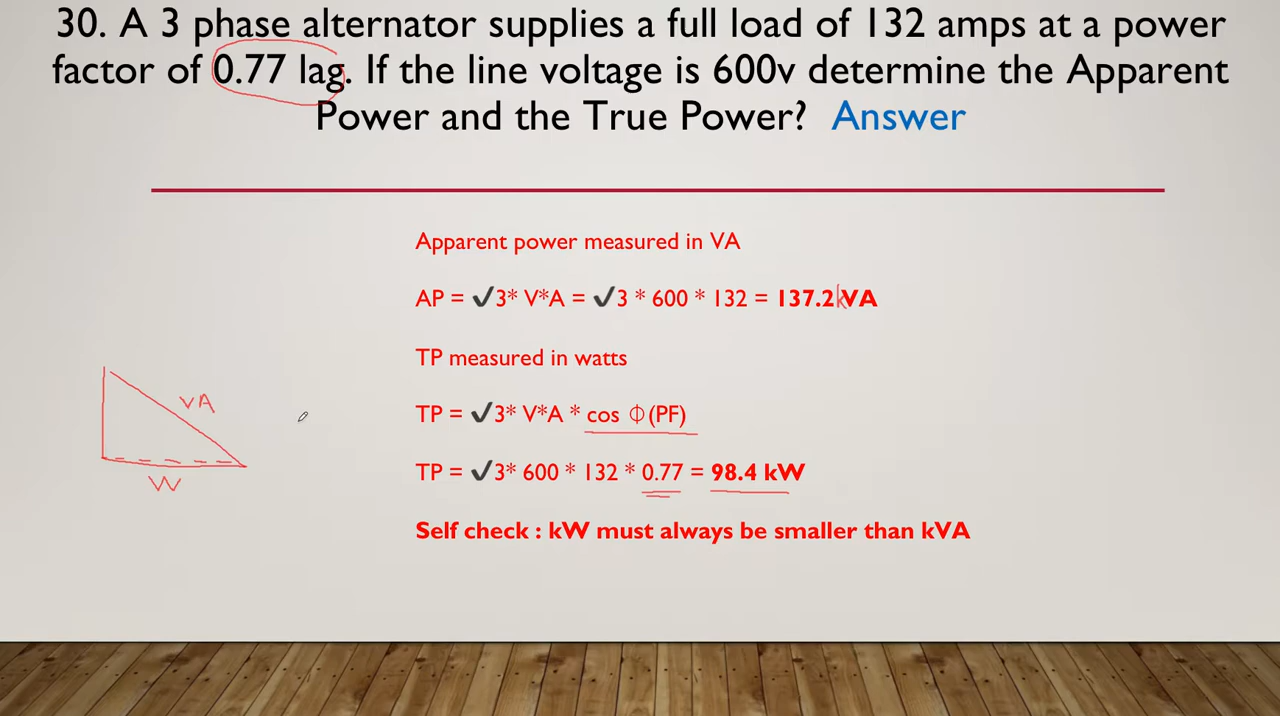 30. A 3 phase alternator supplies a full load of 132 amps at a power
factor of 0.77 lag. If the line voltage is 600v determine the Apparent
Power and the True Power? Answer
Apparent power measured in VA
AP = ✓3* V*A = ✓3 * 600 * 132 = 137.2kVA
TP measured in watts
VA
TP = ✓3* V*A * cos Φ(PF)
TP = ✓3* 600 * 132 * 0.77 = 98.4 kW
W
Self check : kW must always be smaller than kVA